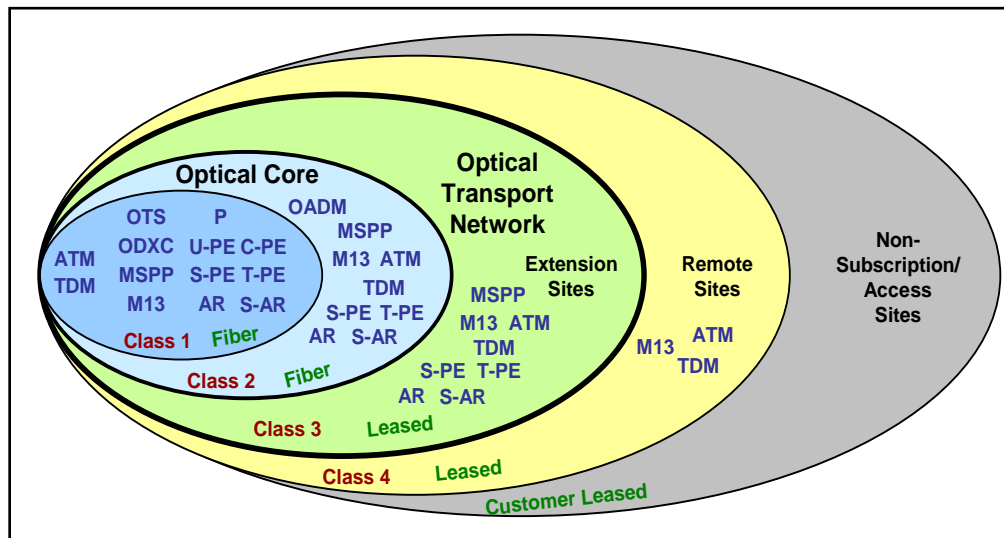 Optical Core
OTS P
ODXC U-PE C-PE
ATM
MSPP S-PE T-PE
TDM
M13 AR S-AR
Class 1 Fiber
OADM
MSPP
M13 ATM
TDM
S-PE T-PE
AR S-AR
Class 2 Fiber
Optical
Transport
Network
Extension
Sites
MSPP
M13 ATM
TDM
S-PE T-PE
AR S-AR
Class 3 Leased
Remote
Sites
ATM
M13
TDM
Class 4 Leased
Non-
Subscription/
Access
Sites
Customer Leased